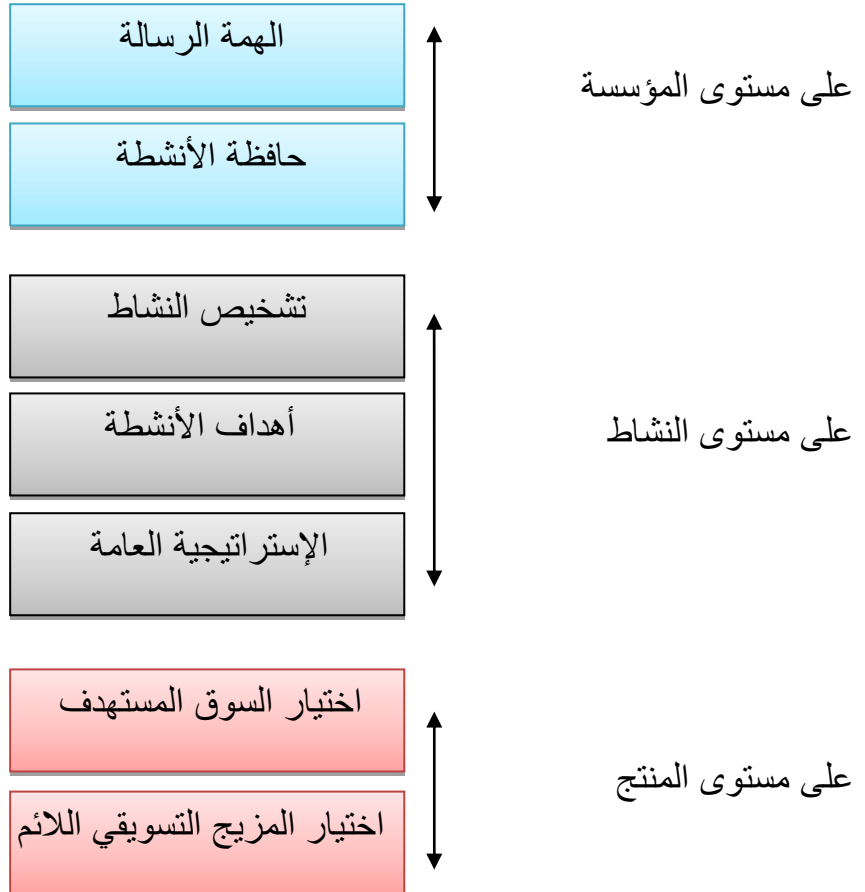 الهمة الرسالة
على مستوى المؤسسة
حافظة الأنشطة
تشخيص النشاط
أهداف الأنشطة
على مستوى النشاط
الإستراتيجية العامة
اختيار السوق المستهدف
على مستوى المنتج
اختيار المزيج التسويقي اللائم